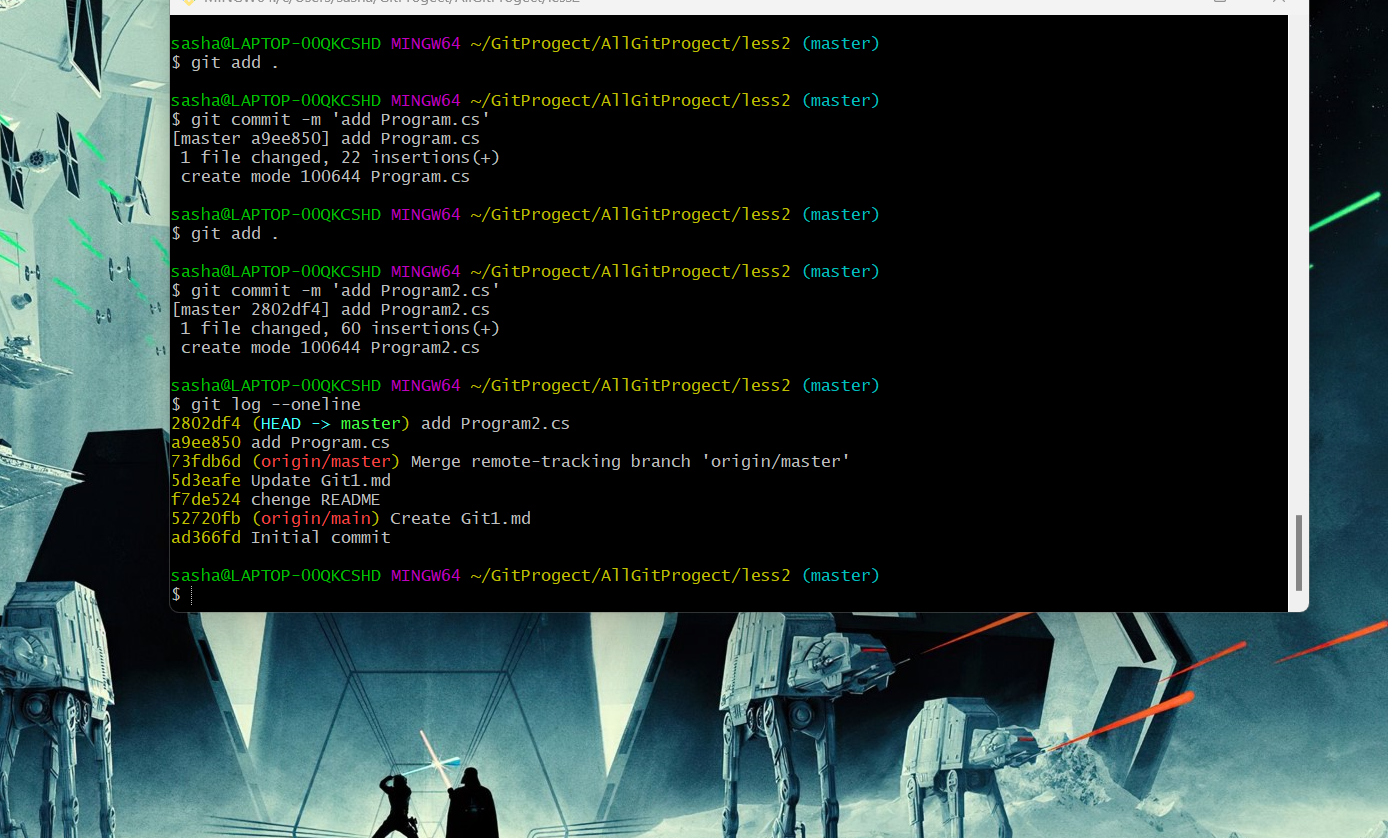 MINGW64:/c/Users/sasha/GitProgect/AllGitProgect/less2
sasha@LAPTOP-OOQKCSHD MINGW64 ~/GitProgect/AllGitProgect/less2 (master)
$ git add .
sasha@LAPTOP-OOQKCSHD MINGW64 ~/GitProgect/AllGitProgect/less2 (master)
$ git commit -m 'add Program.cs'
[master a9ee850] add Program.cs
1 file changed, 22 insertions(+)
create mode 100644 Program.cs
sasha@LAPTOP-OOQKCSHD MINGW64 ~/GitProgect/AllGitProgect/less2 (master)
$ git add .
sasha@LAPTOP-OOQKCSHD MINGW64 ~/GitProgect/AllGitProgect/less2 (master)
$ git commit -m 'add Program2.cs'
[master 2802df4] add Program2.cs
1 file changed, 60 insertions(+)
create mode 100644 Program2.cs
sasha@LAPTOP-OOQKCSHD MINGW64 ~/GitProgect/AllGitProgect/less2 (master)
$ git log --oneline
2802df4 (HEAD -> master) add Program2.cs
a9ee850 add Program.cs
73fdb6d (origin/master) Merge remote-tracking branch 'origin/master'
5d3eafe Update Git1.md
f7de524 chenge README
52720fb (origin/main) Create Git1.md
ad366fd Initial commit
sasha@LAPTOP-OOQKCSHD MINGW64 ~/GitProgect/AllGitProgect/less2 (master)
$